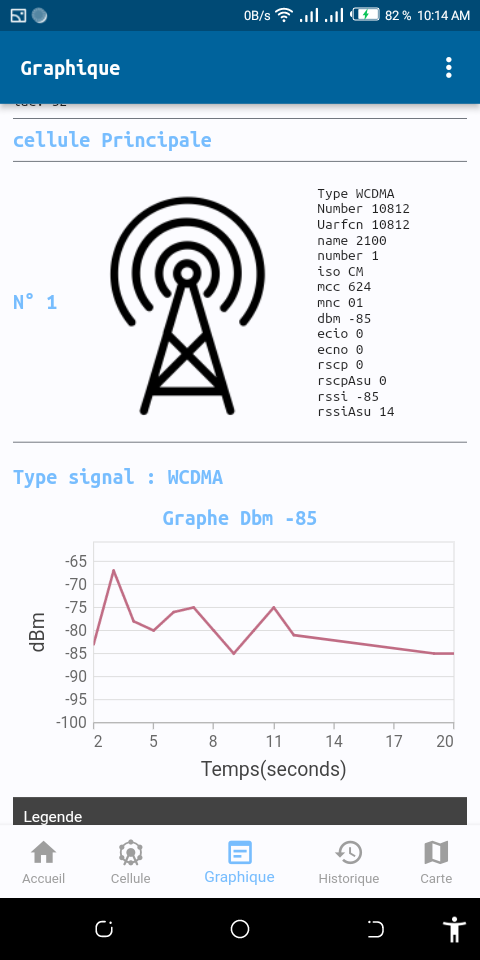 0B/s 82 % 10:14 AM
Graphique
cellule Principale
N° 1
Type WCDMA
Number 10812
Uarfcn 10812
name 2100
number 1
iso CM
mcc 624
mnc 01
dbm -85
ecio 0
ecno 0
rscp 0
rscpAsu 0
rssi -85
rssiAsu 14
Type signal : WCDMA
Graphe Dbm -85
dBm
-65
-70
-75
-80
-85
-90
-95
-100
2 5 8 11 14 17 20
Temps(seconds)
Legende
Accueil Cellule Graphique Historique Carte